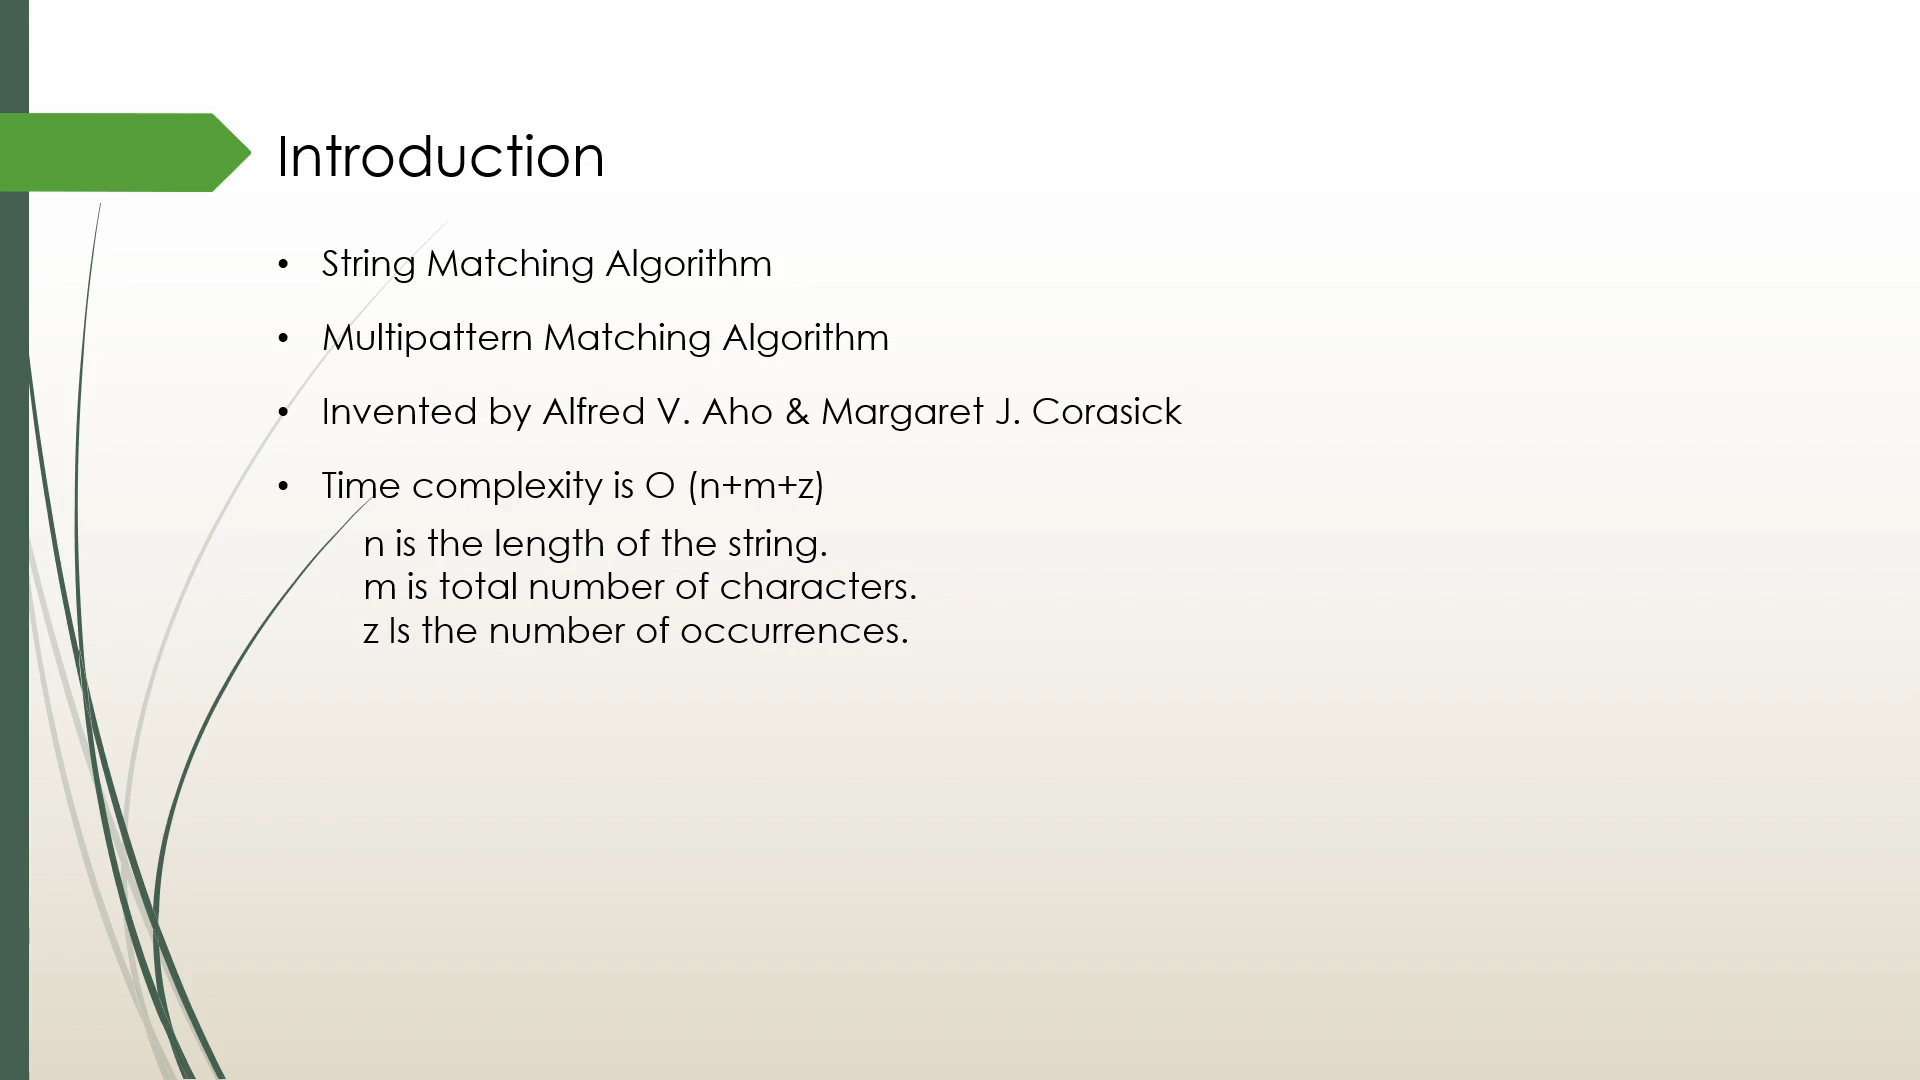 Introduction
• String Matching Algorithm
• Multipattern Matching Algorithm
• Invented by Alfred V. Aho & Margaret J. Corasick
• Time complexity is O (n+m+z)
n is the length of the string.
m is total number of characters.
z Is the number of occurrences.